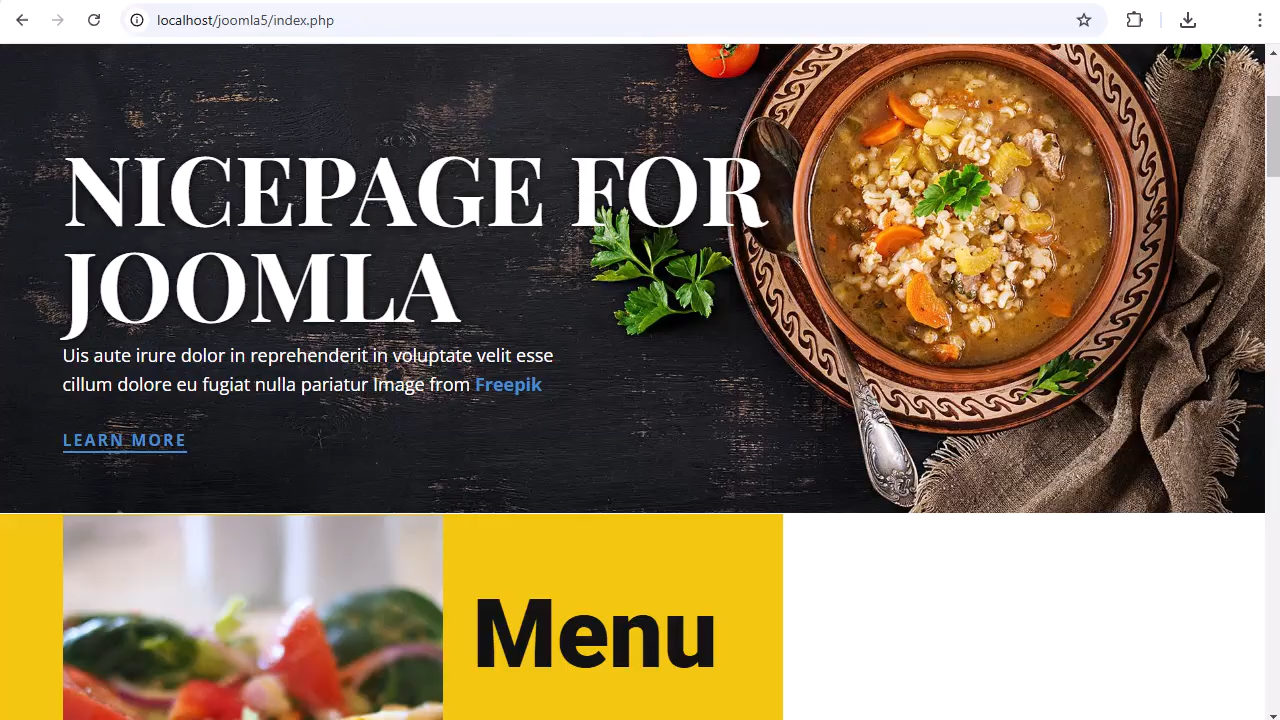 localhost/joomla5/index.php
NICEPAGE FOR
JOOMLA
Uis aute irure dolor in reprehenderit in voluptate velit esse
cillum dolore eu fugiat nulla pariatur Image from Freepik
LEARN MORE
Menu